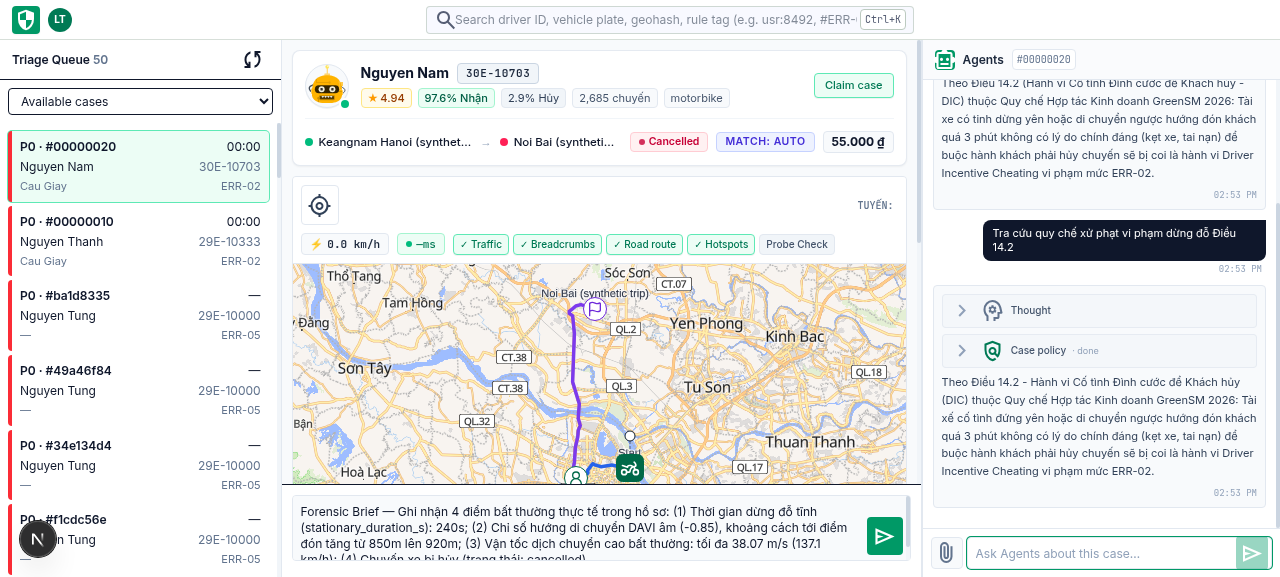 LT
Search driver ID, vehicle plate, geohash, rule tag (e.g. usr:8492, #ERR-
Ctrl+K
Triage Queue 50
Available cases
P0 · #00000020 00:00
Nguyen Nam 30E-10703
Cau Giay ERR-02
P0 · #00000010 00:00
Nguyen Thanh 29E-10333
Cau Giay ERR-02
P0 · #ba1d8335 —
Nguyen Tung 29E-10000
— ERR-05
P0 · #49a46f84 —
Nguyen Tung 29E-10000
— ERR-05
P0 · #34e134d4 —
Nguyen Tung 29E-10000
— ERR-05
P0 · #f1cdc56e —
Nguyen Tung 29E-10000
ERR-05
N
Nguyen Nam 30E-10703
★ 4.94 97.6% Nhận 2.9% Hủy 2,685 chuyến motorbike
Claim case
Keangnam Hanoi (synthet... → Noi Bai (syntheti... Cancelled MATCH: AUTO 55.000 ₫
TUYẾN:
⚡ 0.0 km/h —ms ✓ Traffic ✓ Breadcrumbs ✓ Road route ✓ Hotspots Probe Check
Thổ Tang
Sóc Sơn
CT.07
Noi Bai (synthetic trip)
Tam Hồng
Yen Phong
QL.2
Kinh Bac
CT.38
Sơn Tây
QL.18
CT.38
QL.3
Tu Son
QL.32
Bận
Thuan Thanh
Start
Hoà Lạc
QL.17
Forensic Brief — Ghi nhận 4 điểm bất thường thực tế trong hồ sơ: (1) Thời gian dừng đỗ tĩnh
(stationary_duration_s): 240s; (2) Chỉ số hướng di chuyển DAVI âm (-0.85), khoảng cách tới điểm
đón tăng từ 850m lên 920m; (3) Vận tốc dịch chuyển cao bất thường: tối đa 38.07 m/s (137.1
km/h); (4) Chuyến xe bị hủy (trạng thái: cancelled)
Agents #00000020
Theo Điều 14.2 (Hành vi Cố tình Đình cước để Khách hủy -
DIC) thuộc Quy chế Hợp tác Kinh doanh GreenSM 2026: Tài
xe có tình dừng yên hoặc di chuyển ngược hướng đón khách
quá 3 phút không có lý do chính đáng (kẹt xe, tai nạn) để
buộc hành khách phải hủy chuyến sẽ bị coi là hành vi Driver
Incentive Cheating vi phạm mức ERR-02.
02:53 PM
Tra cứu quy chế xử phạt vi phạm dừng đỗ Điều
14.2
02:53 PM
Thought
Case policy · done
Theo Điều 14.2 - Hành vi Cố tình Đình cước để Khách hủy
(DIC) thuộc Quy chế Hợp tác Kinh doanh GreenSM 2026: Tài
xế cố tình đứng yên hoặc di chuyển ngược hướng đón khách
quá 3 phút không có lý do chính đáng (kẹt xe, tai nạn) để
buộc hành khách phải hủy chuyến sẽ bị coi là hành vi Driver
Incentive Cheating vi phạm mức ERR-02.
02:53 PM
Ask Agents about this case...